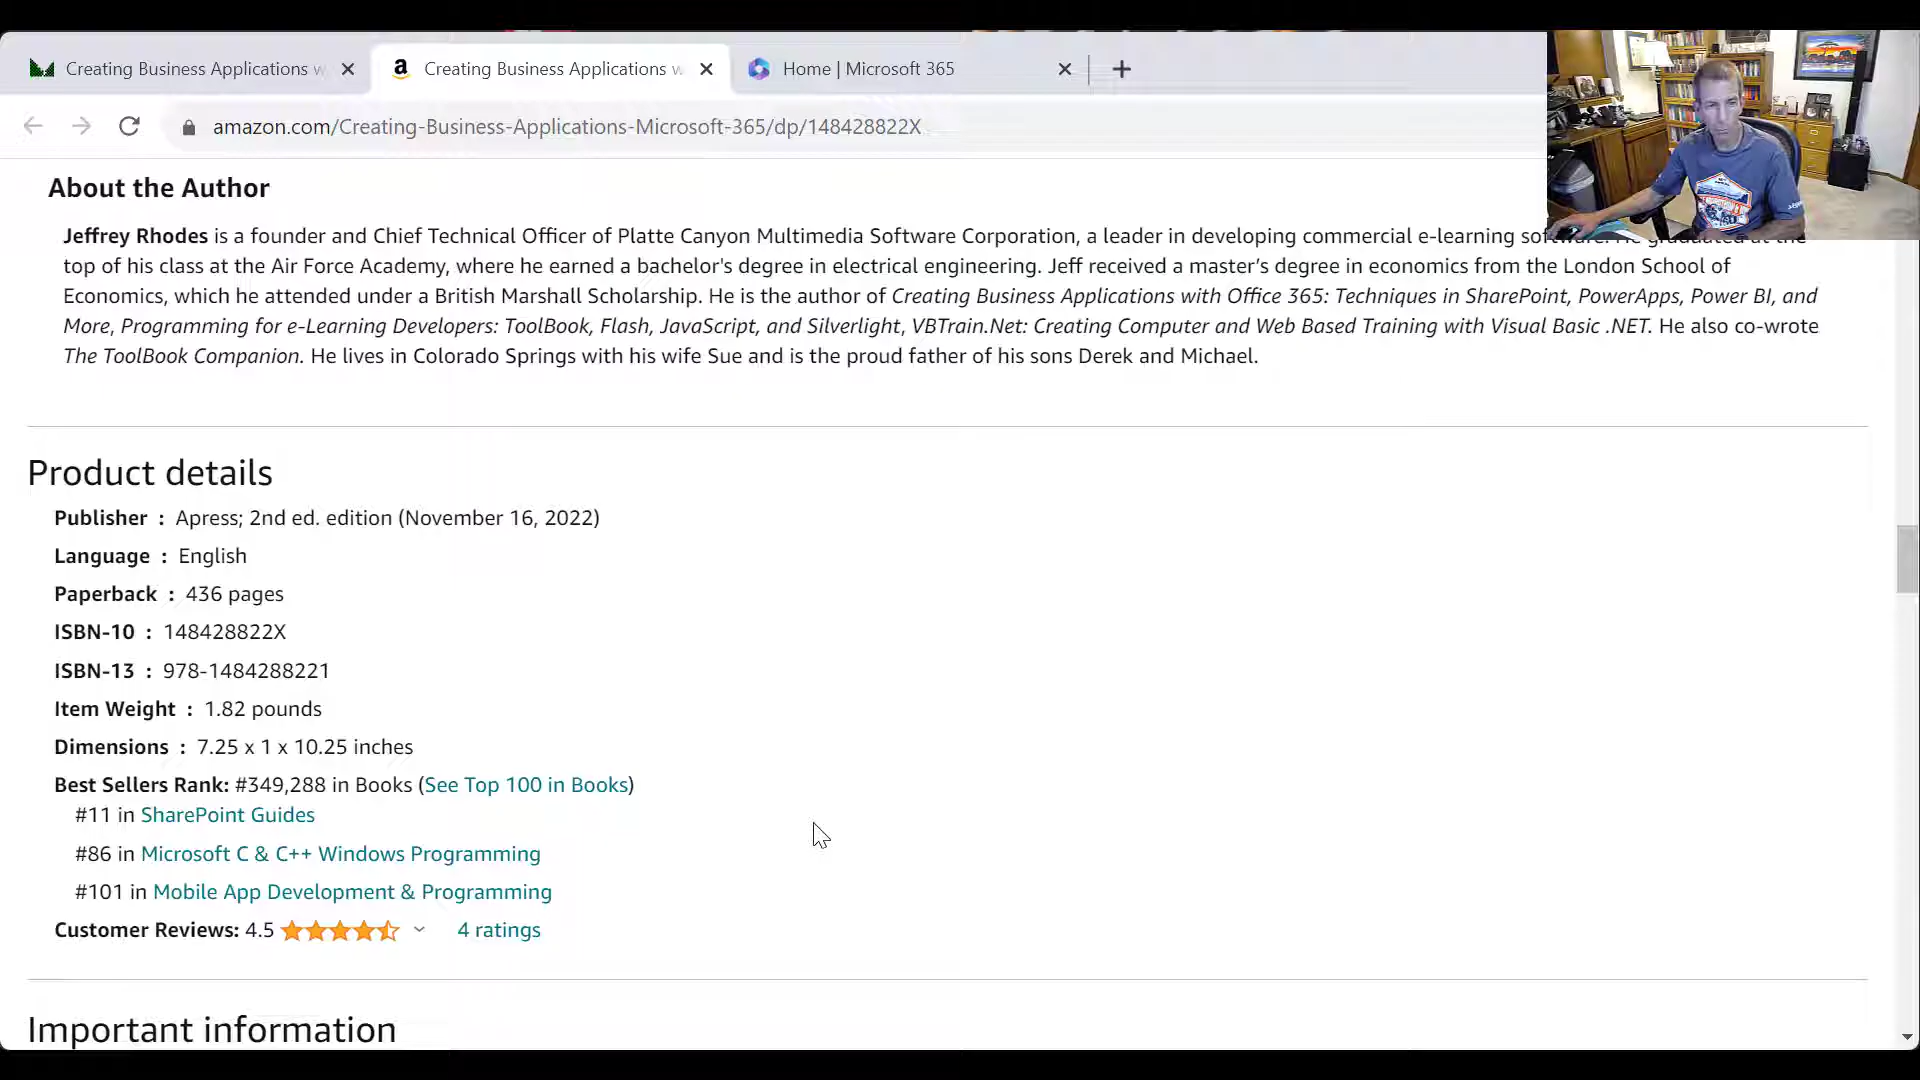 Creating Business Applications w
Creating Business Applications w
Home | Microsoft 365
amazon.com/Creating-Business-Applications-Microsoft-365/dp/148428822X
About the Author
Jeffrey Rhodes is a founder and Chief Technical Officer of Platte Canyon Multimedia Software Corporation, a leader in developing commercial e-learning software. He graduated at the
top of his class at the Air Force Academy, where he earned a bachelor's degree in electrical engineering. Jeff received a master’s degree in economics from the London School of
Economics, which he attended under a British Marshall Scholarship. He is the author of Creating Business Applications with Office 365: Techniques in SharePoint, PowerApps, Power BI, and
More, Programming for e-Learning Developers: ToolBook, Flash, JavaScript, and Silverlight, VBTrain.Net: Creating Computer and Web Based Training with Visual Basic .NET. He also co-wrote
The ToolBook Companion. He lives in Colorado Springs with his wife Sue and is the proud father of his sons Derek and Michael.
Product details
Publisher : Apress; 2nd ed. edition (November 16, 2022)
Language : English
Paperback : 436 pages
ISBN-10 : 148428822X
ISBN-13 : 978-1484288221
Item Weight : 1.82 pounds
Dimensions : 7.25 x 1 x 10.25 inches
Best Sellers Rank: #349,288 in Books (See Top 100 in Books)
#11 in SharePoint Guides
#86 in Microsoft C & C++ Windows Programming
#101 in Mobile App Development & Programming
Customer Reviews: 4.5 4 ratings
Important information